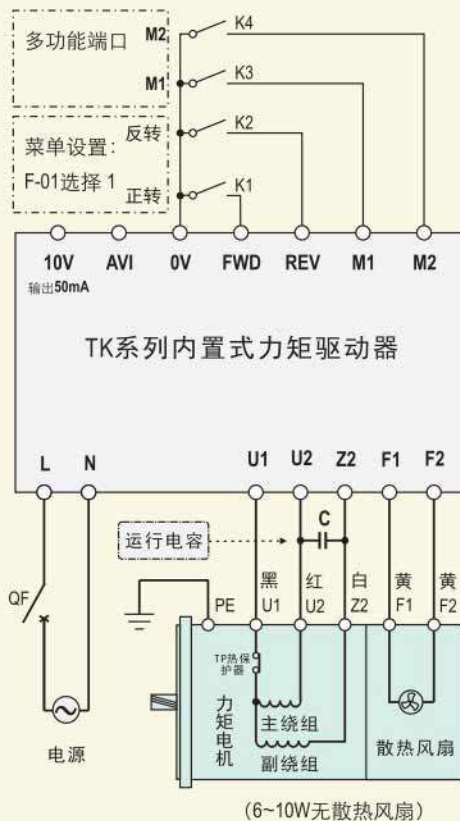 多功能端口
M2
K4
M1
K3
菜单设置：
F-01选择 1
反转
K2
正转
K1
10V AVI 0V FWD REV M1 M2
输出50mA
TK系列内置式力矩驱动器
L N U1 U2 Z2 F1 F2
运行电容
C
QF
黑 红 白 黄 黄
PE U1 U2 Z2 F1 F2
TP热保
护器
力矩电机
主绕组
副绕组
散热风扇
电源
(6~10W无散热风扇)